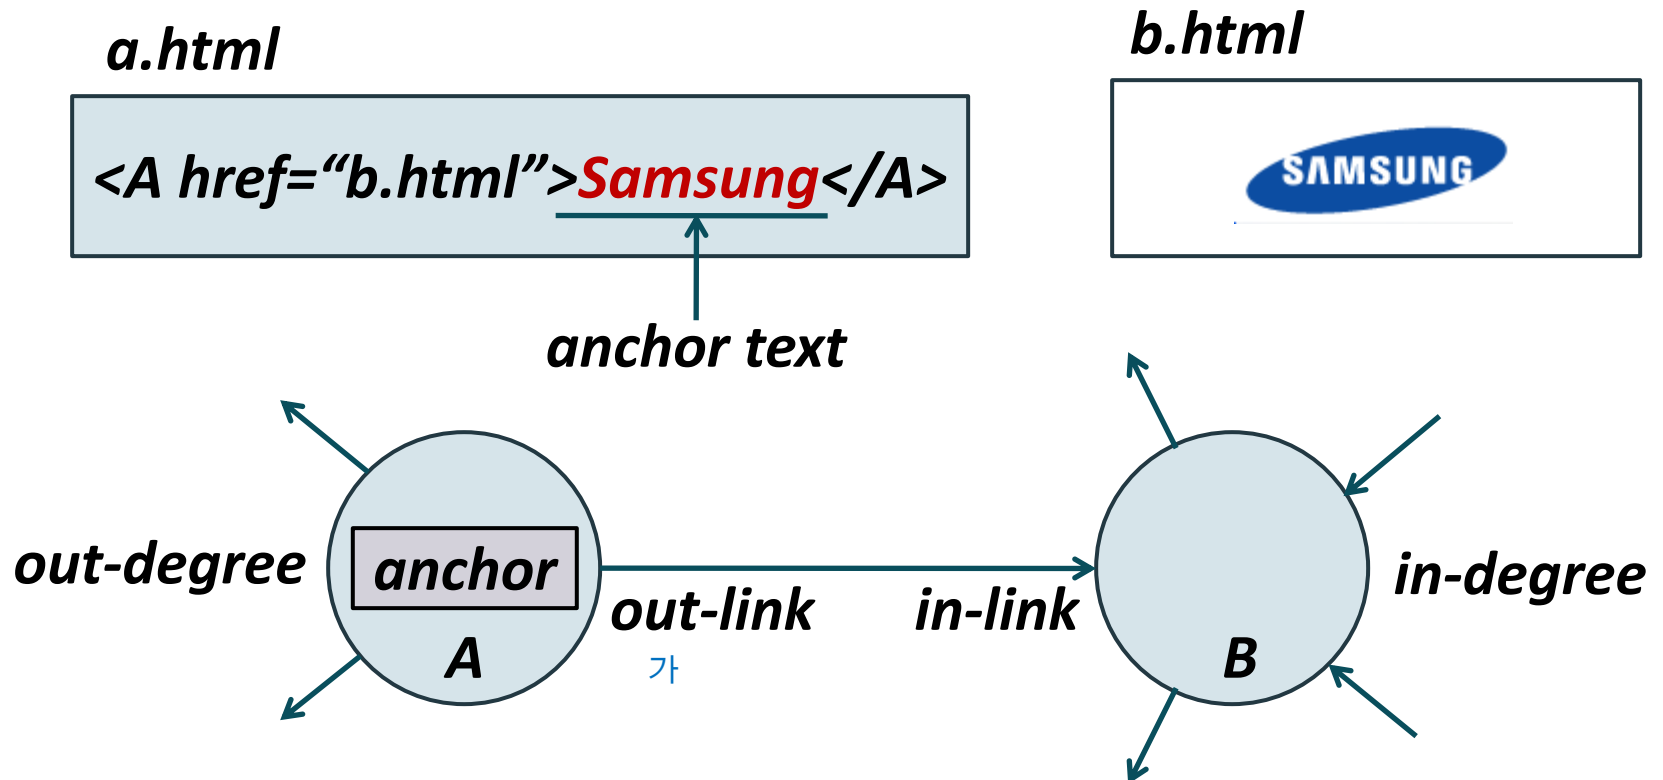 a.html
b.html
<A href=“b.html”>Samsung</A>
SAMSUNG
anchor text
out-degree
anchor
A
out-link
in-link
가
B
in-degree